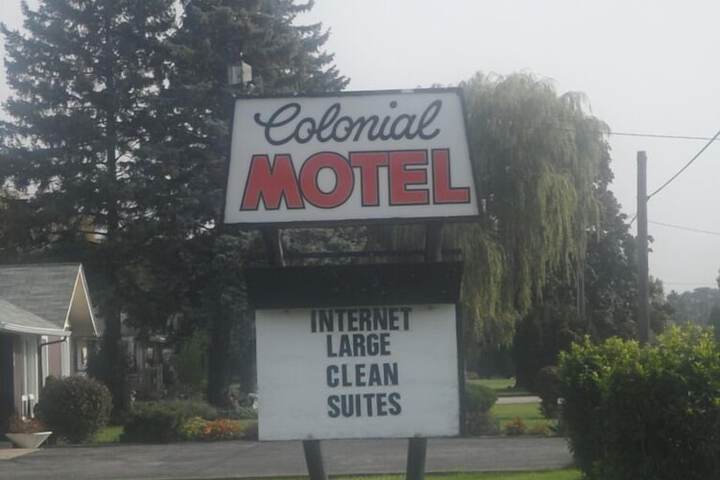 Colonial
MOTEL
INTERNET
LARGE
CLEAN
SUITES